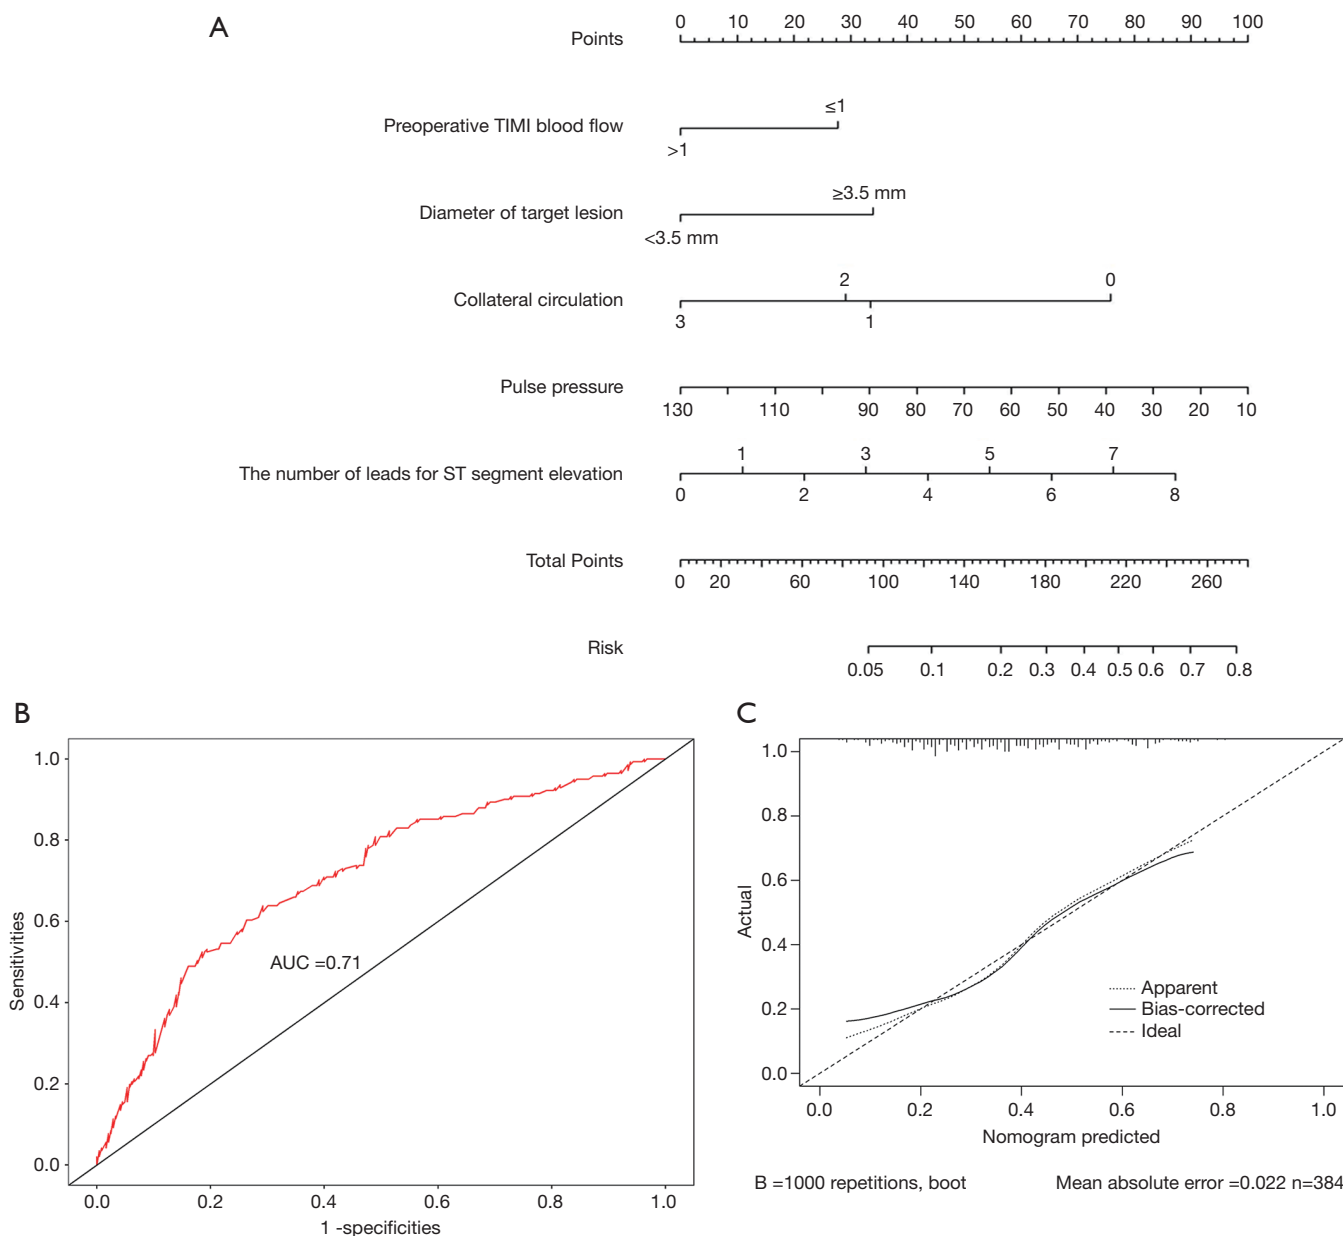 A
Points
0 10 20 30 40 50 60 70 80 90 100
Preoperative TIMI blood flow
≤1
>1
Diameter of target lesion
≥3.5 mm
<3.5 mm
Collateral circulation
2 0
3 1
Pulse pressure
130 110 90 80 70 60 50 40 30 20 10
The number of leads for ST segment elevation
1 3 5 7
0 2 4 6 8
Total Points
0 20 60 100 140 180 220 260
Risk
0.05 0.1 0.2 0.3 0.4 0.5 0.6 0.7 0.8
B
1.0
0.8
0.6
0.4
0.2
0.0
Sensitivities
AUC =0.71
0.0 0.2 0.4 0.6 0.8 1.0
1 -specificities
C
1.0
0.8
0.6
0.4
0.2
0.0
Actual
Apparent
Bias-corrected
Ideal
0.0 0.2 0.4 0.6 0.8 1.0
Nomogram predicted
B =1000 repetitions, boot
Mean absolute error =0.022 n=384